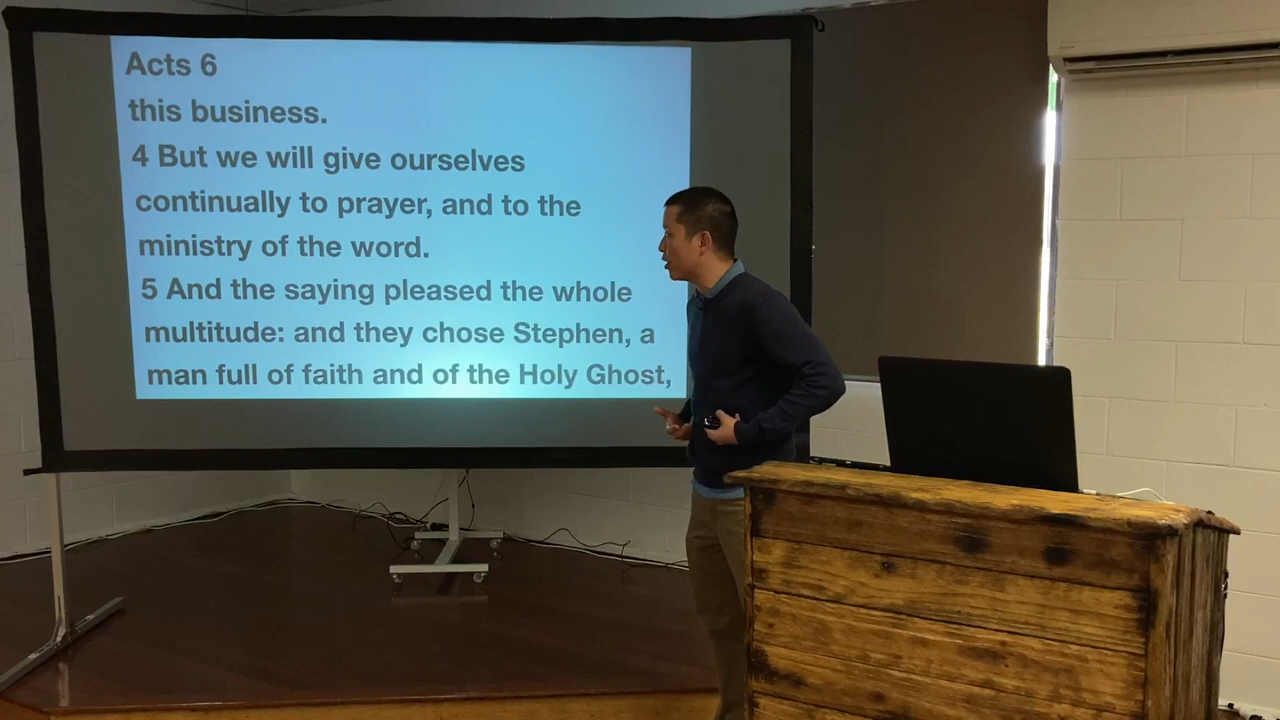 Acts 6
this business.
4 But we will give ourselves
continually to prayer, and to the
ministry of the word.
5 And the saying pleased the whole
multitude: and they chose Stephen, a
man full of faith and of the Holy Ghost,